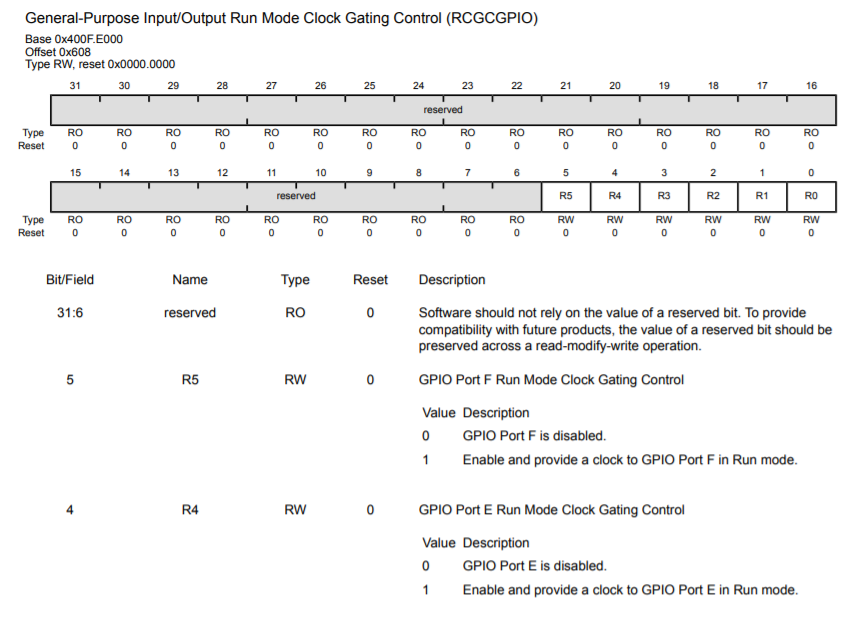 General-Purpose Input/Output Run Mode Clock Gating Control (RCGCGPIO)
Base 0x400F.E000
Offset 0x608
Type RW, reset 0x0000.0000
31 30 29 28 27 26 25 24 23 22 21 20 19 18 17 16
reserved
Type RO RO RO RO RO RO RO RO RO RO RO RO RO RO RO RO
Reset 0 0 0 0 0 0 0 0 0 0 0 0 0 0 0 0
15 14 13 12 11 10 9 8 7 6 5 4 3 2 1 0
reserved R5 R4 R3 R2 R1 R0
Type RO RO RO RO RO RO RO RO RO RO RW RW RW RW RW RW
Reset 0 0 0 0 0 0 0 0 0 0 0 0 0 0 0 0
Bit/Field Name Type Reset Description
31:6 reserved RO 0 Software should not rely on the value of a reserved bit. To provide
compatibility with future products, the value of a reserved bit should be
preserved across a read-modify-write operation.
5 R5 RW 0 GPIO Port F Run Mode Clock Gating Control
Value Description
0 GPIO Port F is disabled.
1 Enable and provide a clock to GPIO Port F in Run mode.
4 R4 RW 0 GPIO Port E Run Mode Clock Gating Control
Value Description
0 GPIO Port E is disabled.
1 Enable and provide a clock to GPIO Port E in Run mode.